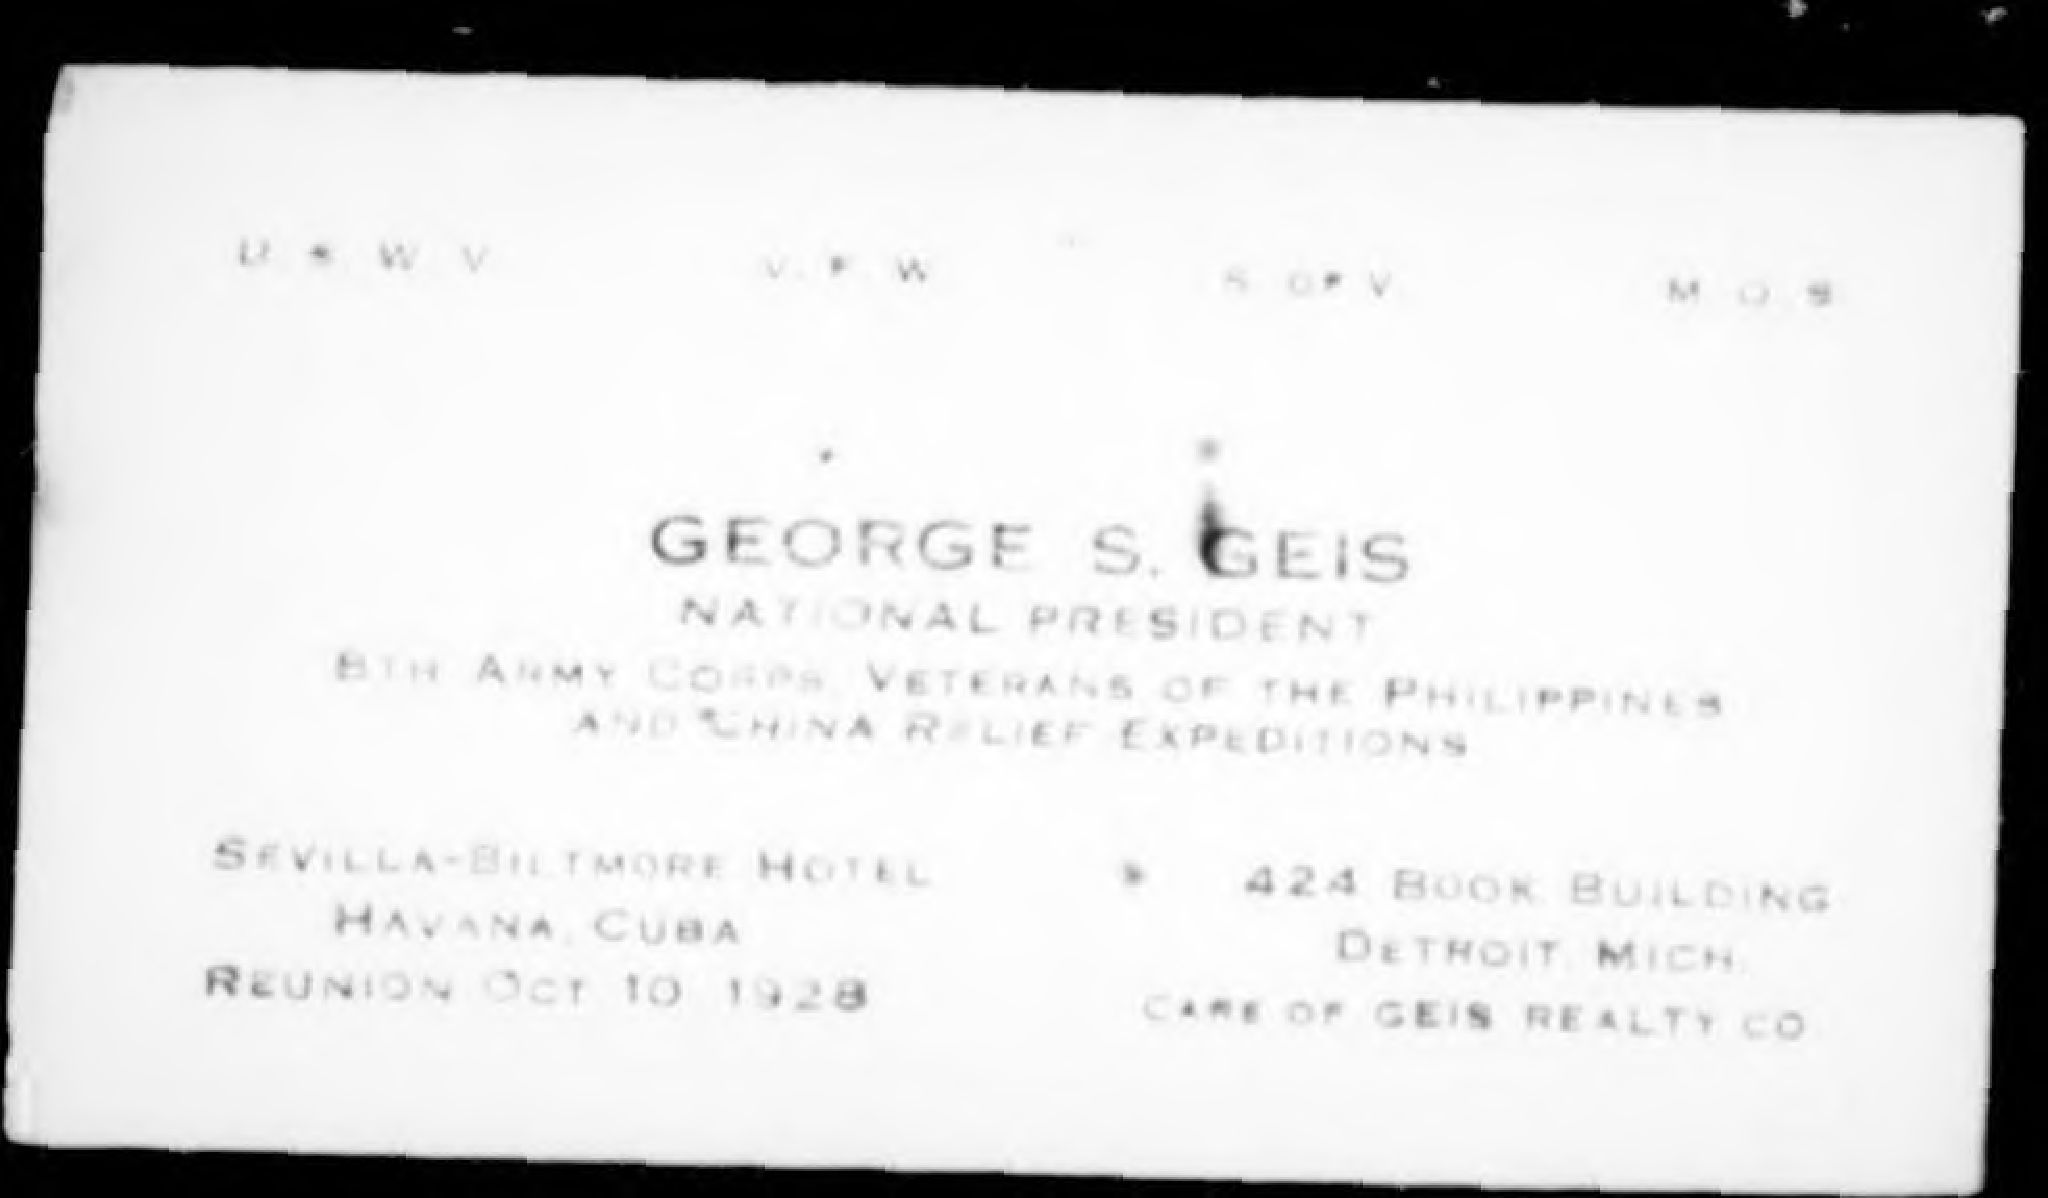 U. S. W. V. V. F. W. S. OF V. M. O. S.
GEORGE S. GEIS
NATIONAL PRESIDENT
8TH ARMY CORPS, VETERANS OF THE PHILIPPINES
AND CHINA RELIEF EXPEDITIONS
SEVILLA-BILTMORE HOTEL
HAVANA, CUBA
REUNION OCT 10 1928
424 BOOK BUILDING
DETROIT, MICH.
CARE OF GEIS REALTY CO.